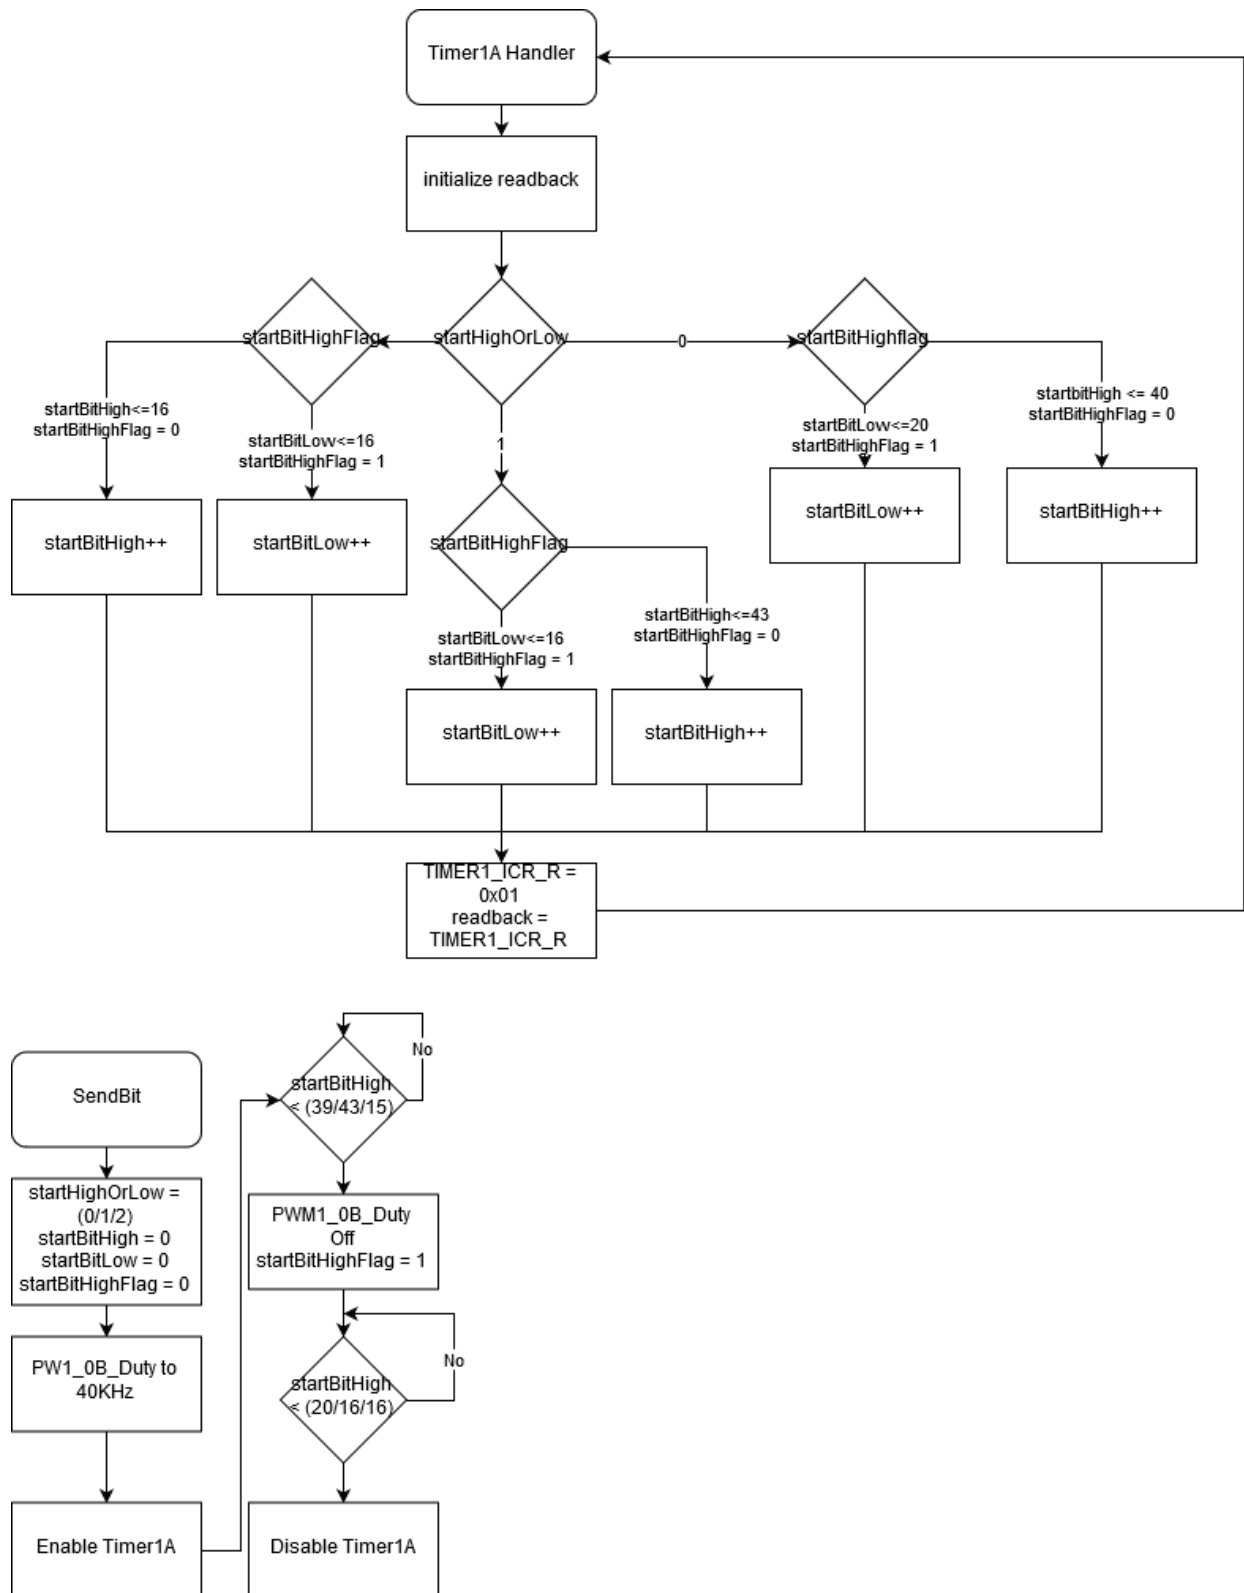 Timer1A Handler
initialize readback
startBitHighFlag
startHighOrLow
0
startBitHighflag
startBitHigh<=16
startBitHighFlag = 0
startBitLow<=16
startBitHighFlag = 1
1
startBitLow<=20
startBitHighFlag = 1
startbitHigh <= 40
startBitHighFlag = 0
startBitHigh++
startBitLow++
startBitHighFlag
startBitLow++
startBitHigh++
startBitLow<=16
startBitHighFlag = 1
startBitHigh<=43
startBitHighFlag = 0
startBitLow++
startBitHigh++
TIMER1_ICR_R =
0x01
readback =
TIMER1_ICR_R
SendBit
startHighOrLow =
(0/1/2)
startBitHigh = 0
startBitLow = 0
startBitHighFlag = 0
PW1_0B_Duty to
40KHz
Enable Timer1A
No
startBitHigh
< (39/43/15)
PWM1_0B_Duty
Off
startBitHighFlag = 1
No
startBitHigh
< (20/16/16)
Disable Timer1A